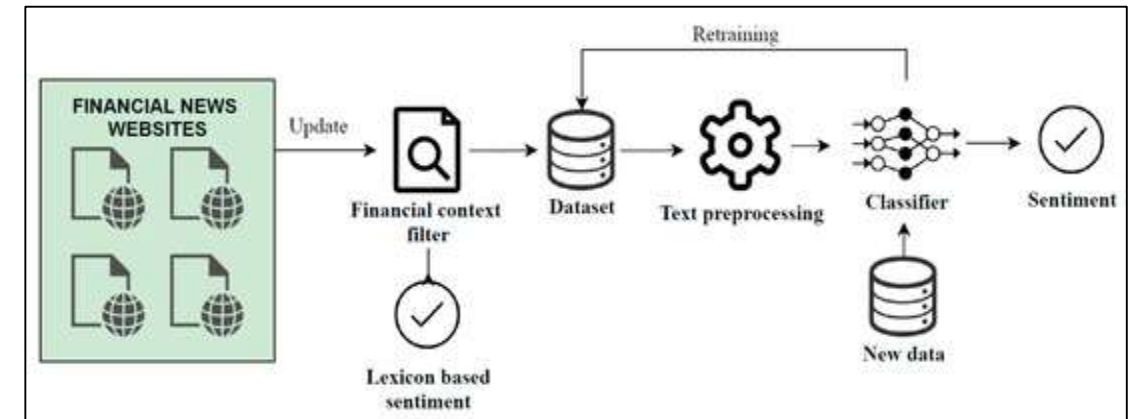 Retraining
FINANCIAL NEWS
WEBSITES
Update
Financial context
filter
Dataset
Text preprocessing
Classifier
Sentiment
Lexicon based
sentiment
New data